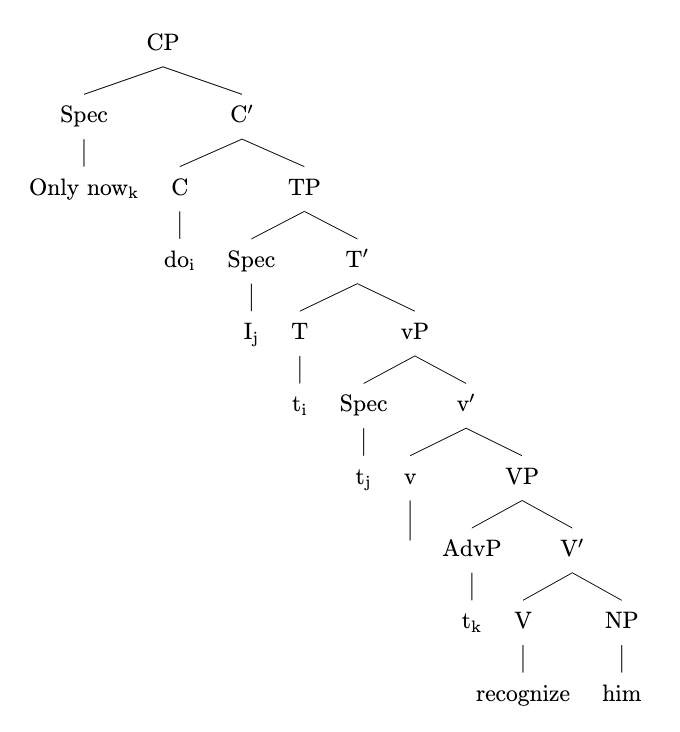 CP
Spec C′
Only nowk C TP
doi Spec T′
Ij T vP
ti Spec v′
tj v VP
AdvP V′
tk V NP
recognize him